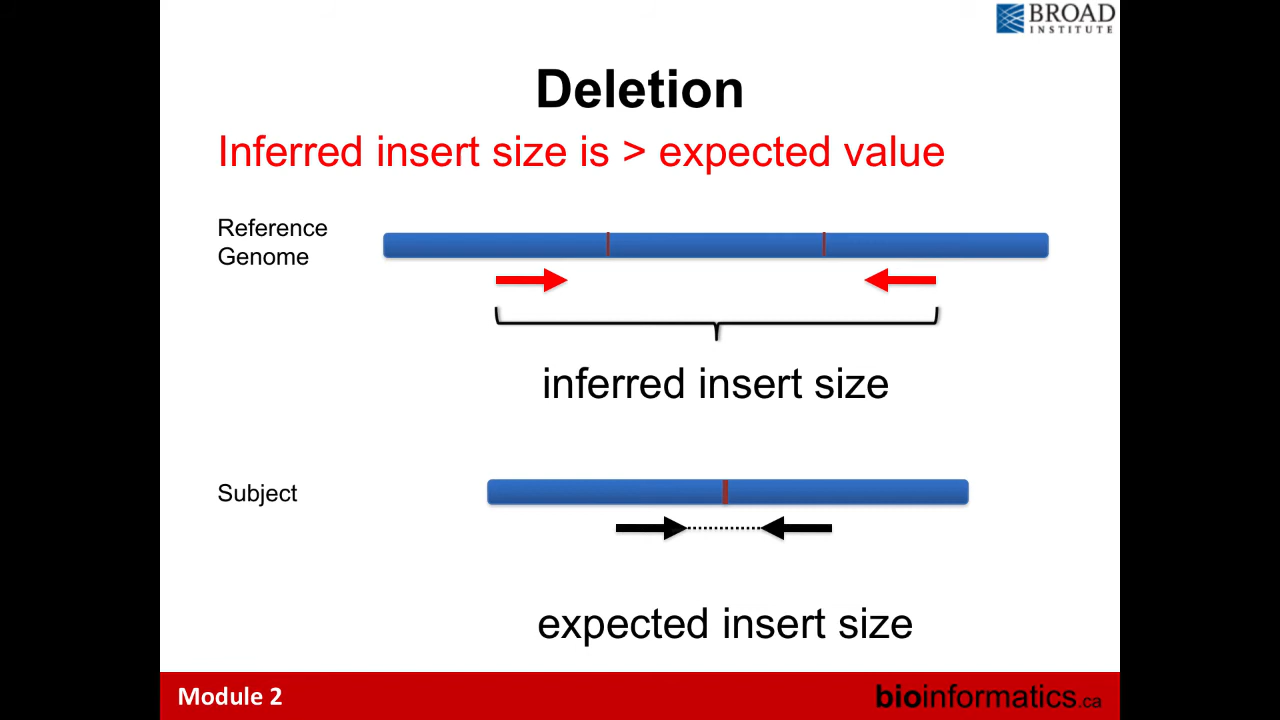 BROAD
INSTITUTE
Deletion
Inferred insert size is > expected value
Reference
Genome
inferred insert size
Subject
expected insert size
Module 2
bioinformatics.ca